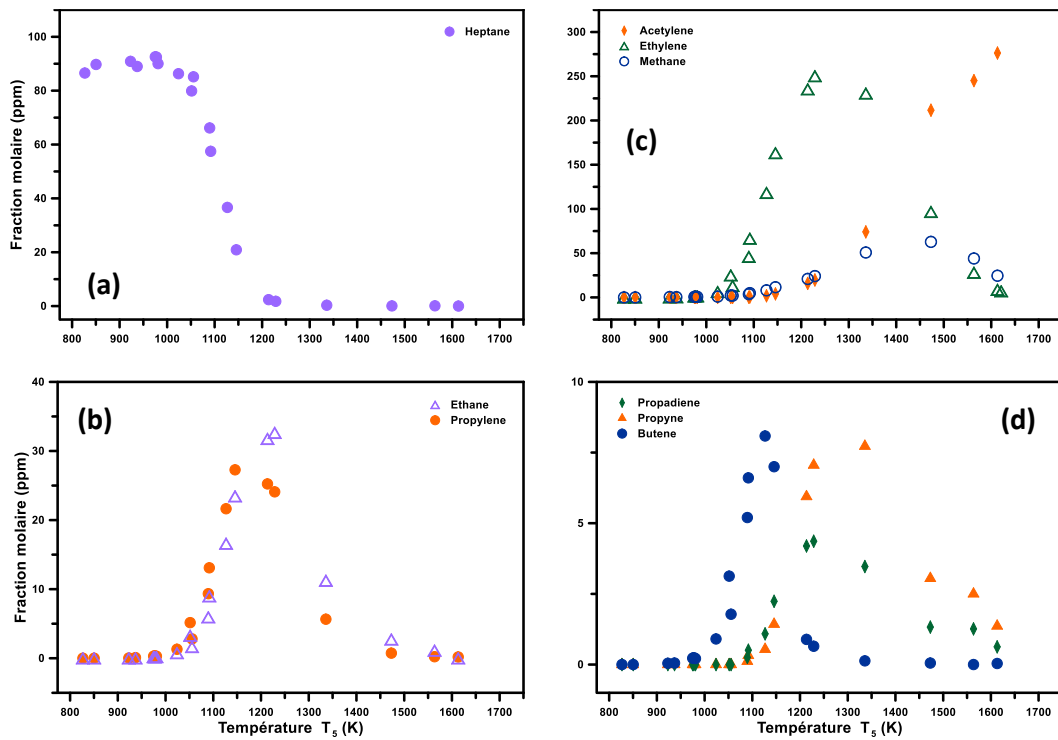 Heptane
Fraction molaire (ppm)
100
80
60
40
20
0
(a)
800 900 1000 1100 1200 1300 1400 1500 1600 1700
Acetylene
Ethylene
Methane
300
250
200
150
100
50
0
(c)
800 900 1000 1100 1200 1300 1400 1500 1600 1700
Ethane
Propylene
Fraction molaire (ppm)
40
30
20
10
0
(b)
800 900 1000 1100 1200 1300 1400 1500 1600 1700
Température T5 (K)
Propadiene
Propyne
Butene
10
5
0
(d)
800 900 1000 1100 1200 1300 1400 1500 1600 1700
Température T5 (K)